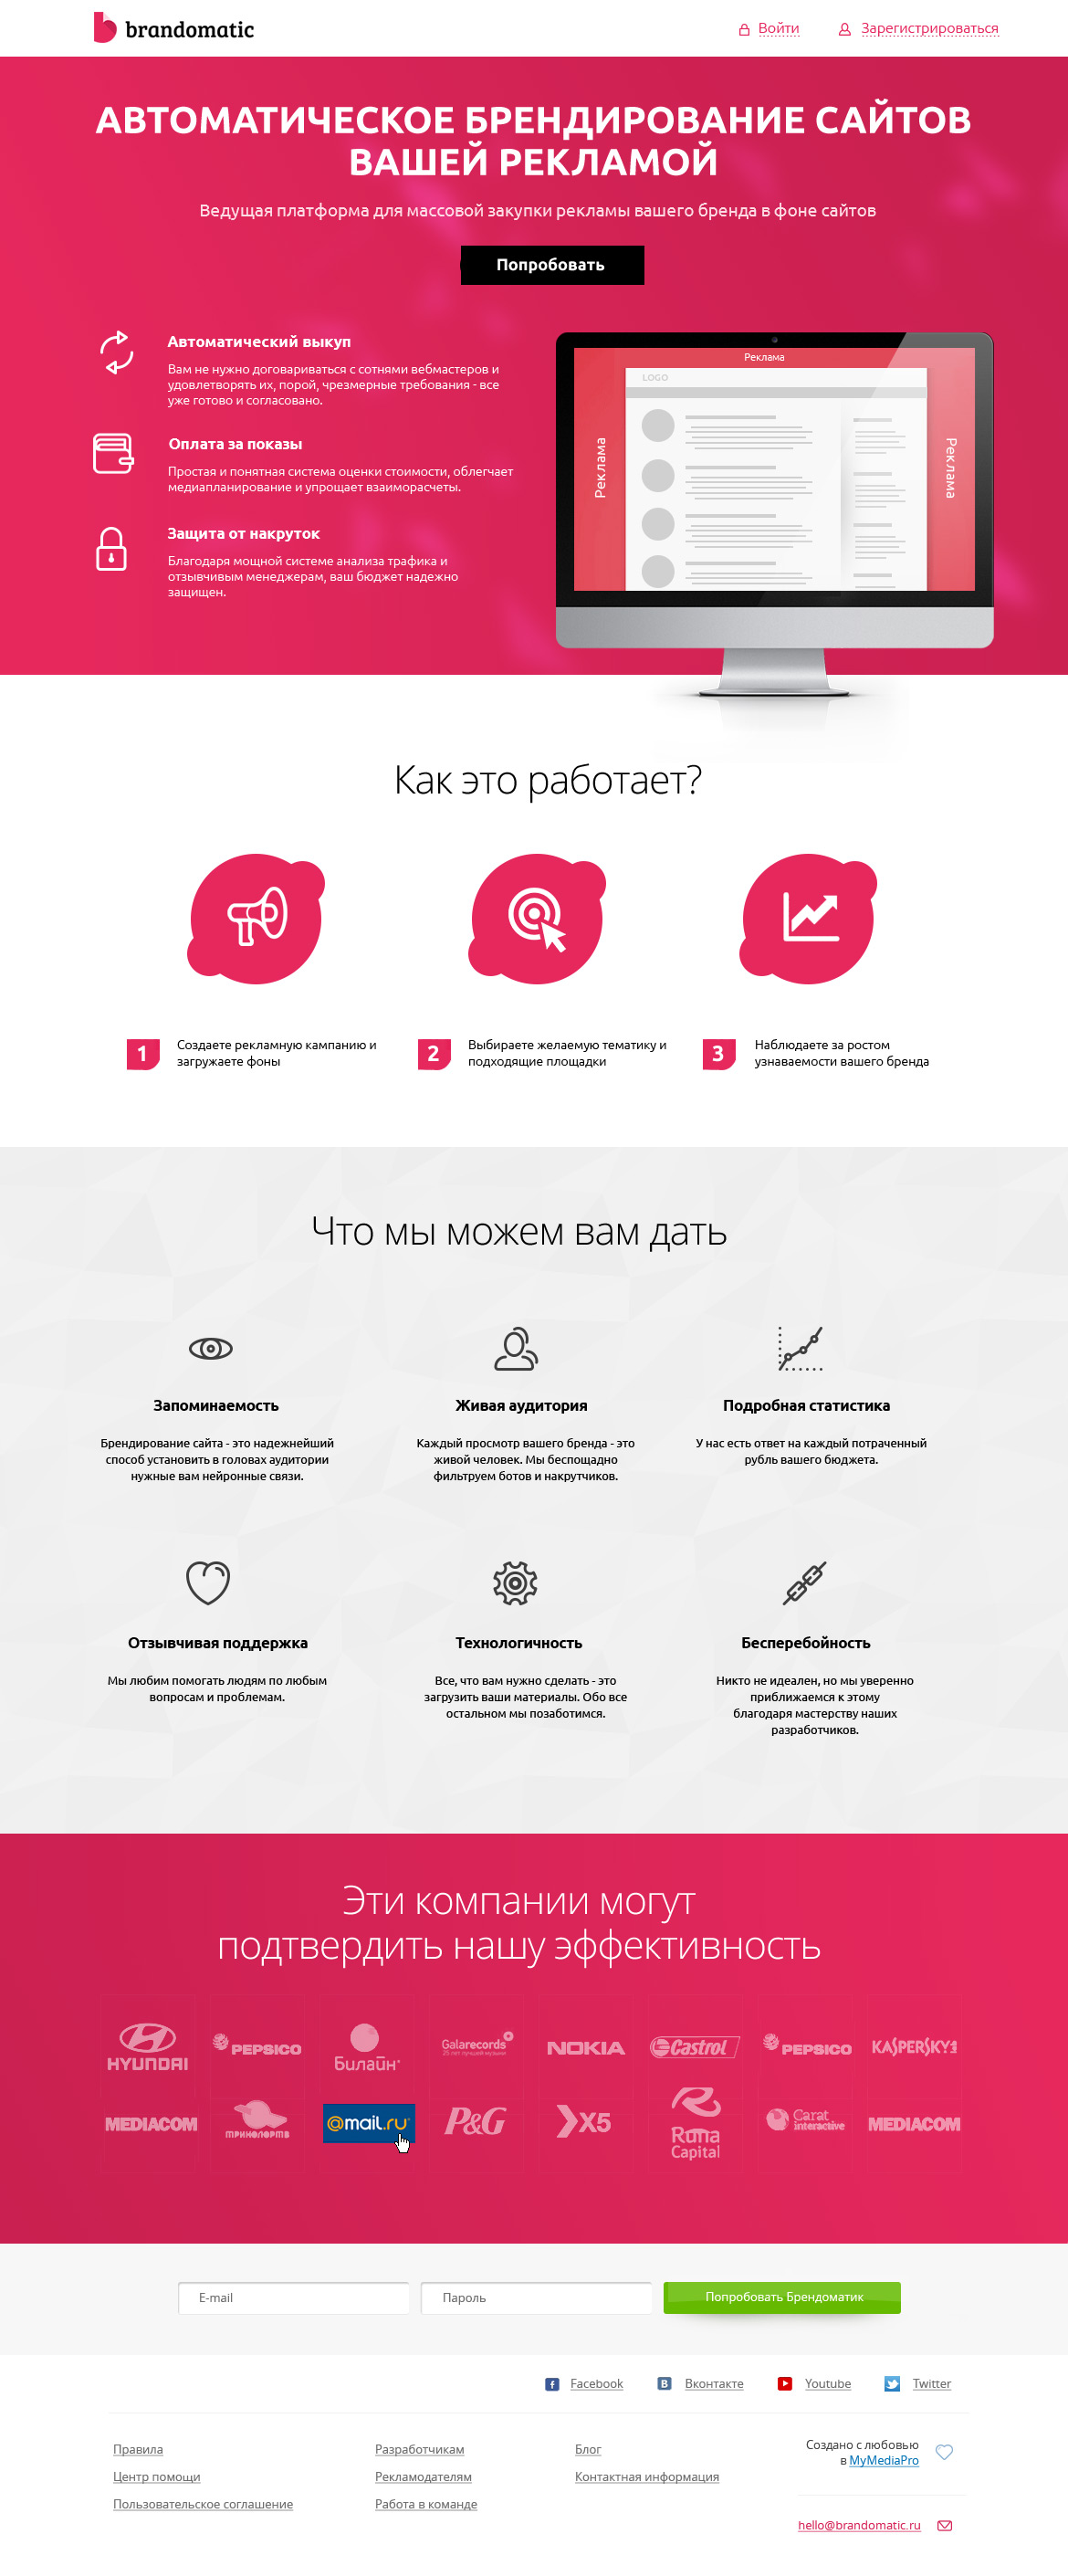 brandomatic
Войти
Зарегистрироваться
АВТОМАТИЧЕСКОЕ БРЕНДИРОВАНИЕ САЙТОВ
ВАШЕЙ РЕКЛАМОЙ
Ведущая платформа для массовой закупки рекламы вашего бренда в фоне сайтов
Попробовать
Автоматический выкуп
Вам не нужно договариваться с сотнями вебмастеров и
удовлетворять их, порой, чрезмерные требования - все
уже готово и согласовано.
Оплата за показы
Простая и понятная система оценки стоимости, облегчает
медиапланирование и упрощает взаиморасчеты.
Защита от накруток
Благодаря мощной системе анализа трафика и
отзывчивым менеджерам, ваш бюджет надежно
защищен.
Реклама
LOGO
Реклама
Реклама
Как это работает?
1
Создаете рекламную кампанию и
загружаете фоны
2
Выбираете желаемую тематику и
подходящие площадки
3
Наблюдаете за ростом
узнаваемости вашего бренда
Что мы можем вам дать
Запоминаемость
Брендирование сайта - это надежнейший
способ установить в головах аудитории
нужные вам нейронные связи.
Живая аудитория
Каждый просмотр вашего бренда - это
живой человек. Мы беспощадно
фильтруем ботов и накрутчиков.
Подробная статистика
У нас есть ответ на каждый потраченный
рубль вашего бюджета.
Отзывчивая поддержка
Мы любим помогать людям по любым
вопросам и проблемам.
Технологичность
Все, что вам нужно сделать - это
загрузить ваши материалы. Обо все
остальном мы позаботимся.
Бесперебойность
Никто не идеален, но мы уверенно
приближаемся к этому
благодаря мастерству наших
разработчиков.
Эти компании могут
подтвердить нашу эффективность
HYUNDAI
PEPSICO
Билайн
Galarecords
25 лет лучшей музыки
NOKIA
Castrol
PEPSICO
KASPERSKY
MEDIACOM
ПРИНОЛОРТВ
@mail.ru
P&G
X5
Runa
Capital
Carat
interactive
MEDIACOM
E-mail
Пароль
Попробовать Брендоматик
Facebook
Вконтакте
Youtube
Twitter
Правила
Центр помощи
Пользовательское соглашение
Разработчикам
Рекламодателям
Работа в команде
Блог
Контактная информация
Создано с любовью
в MyMediaPro
hello@brandomatic.ru